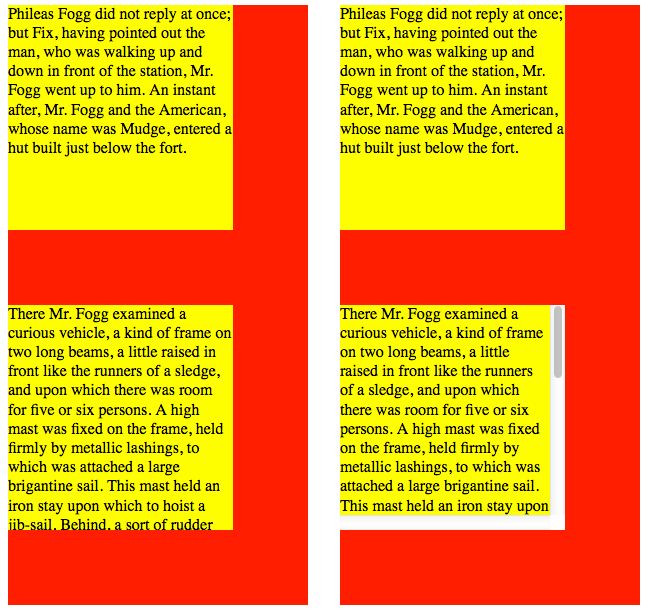 Phileas Fogg did not reply at once;
but Fix, having pointed out the
man, who was walking up and
down in front of the station, Mr.
Fogg went up to him. An instant
after, Mr. Fogg and the American,
whose name was Mudge, entered a
hut built just below the fort.
There Mr. Fogg examined a
curious vehicle, a kind of frame on
two long beams, a little raised in
front like the runners of a sledge,
and upon which there was room
for five or six persons. A high
mast was fixed on the frame, held
firmly by metallic lashings, to
which was attached a large
brigantine sail. This mast held an
iron stay upon which to hoist a
jib-sail. Behind, a sort of rudder
Phileas Fogg did not reply at once;
but Fix, having pointed out the
man, who was walking up and
down in front of the station, Mr.
Fogg went up to him. An instant
after, Mr. Fogg and the American,
whose name was Mudge, entered a
hut built just below the fort.
There Mr. Fogg examined a
curious vehicle, a kind of frame
on two long beams, a little
raised in front like the runners
of a sledge, and upon which
there was room for five or six
persons. A high mast was fixed
on the frame, held firmly by
metallic lashings, to which was
attached a large brigantine sail.
This mast held an iron stay upon